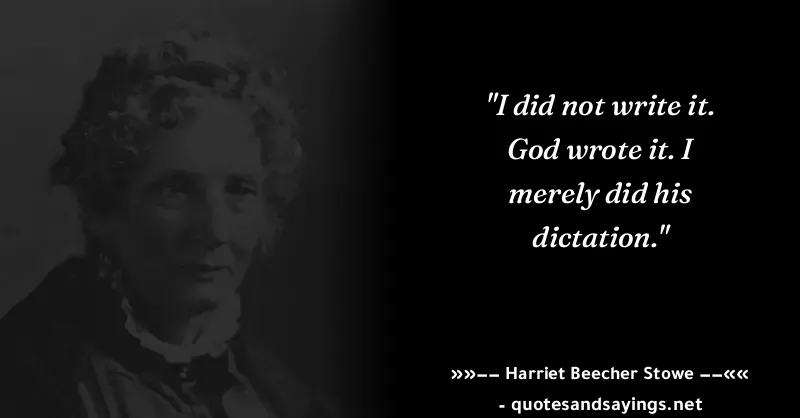 "I did not write it.
God wrote it. I
merely did his
dictation."
»»−− Harriet Beecher Stowe −−««
- quotesandsayings.net